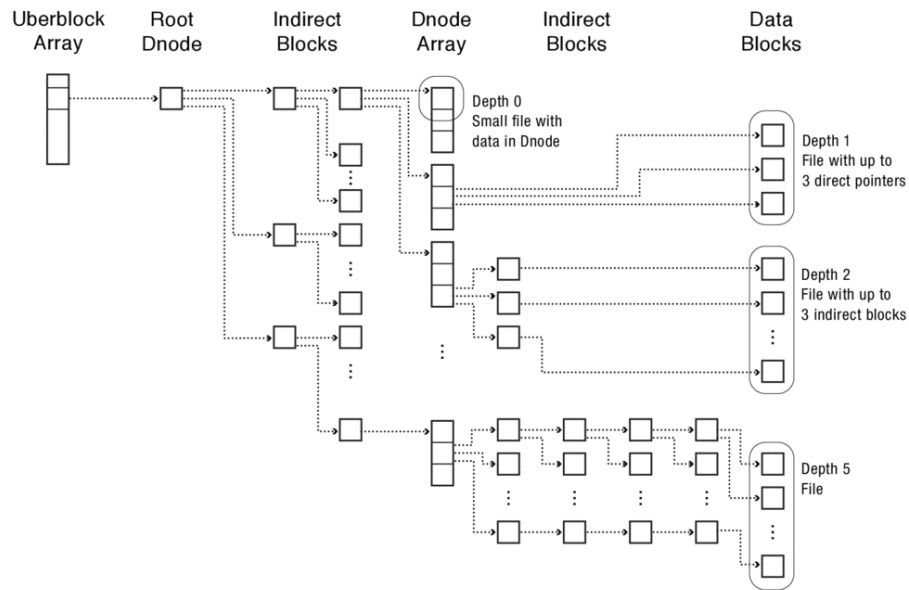 Uberblock
Array
Root
Dnode
Indirect
Blocks
Dnode
Array
Indirect
Blocks
Data
Blocks
Depth 0
Small file with
data in Dnode
Depth 1
File with up to
3 direct pointers
Depth 2
File with up to
3 indirect blocks
Depth 5
File